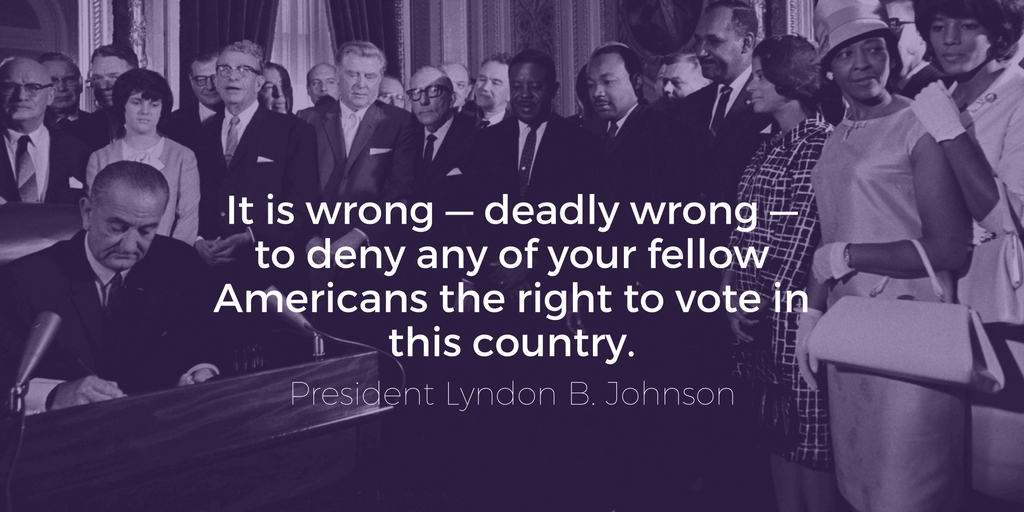 It is wrong — deadly wrong —
to deny any of your fellow
Americans the right to vote in
this country.
President Lyndon B. Johnson